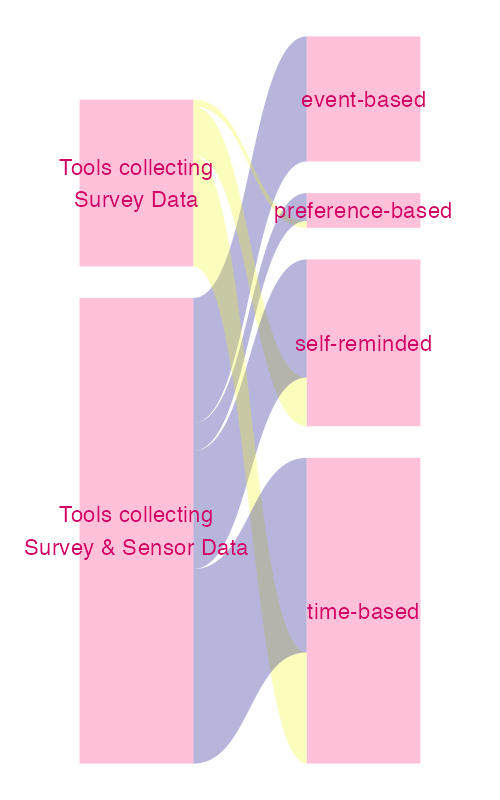 Tools collecting
Survey Data
Tools collecting
Survey & Sensor Data
event-based
preference-based
self-reminded
time-based